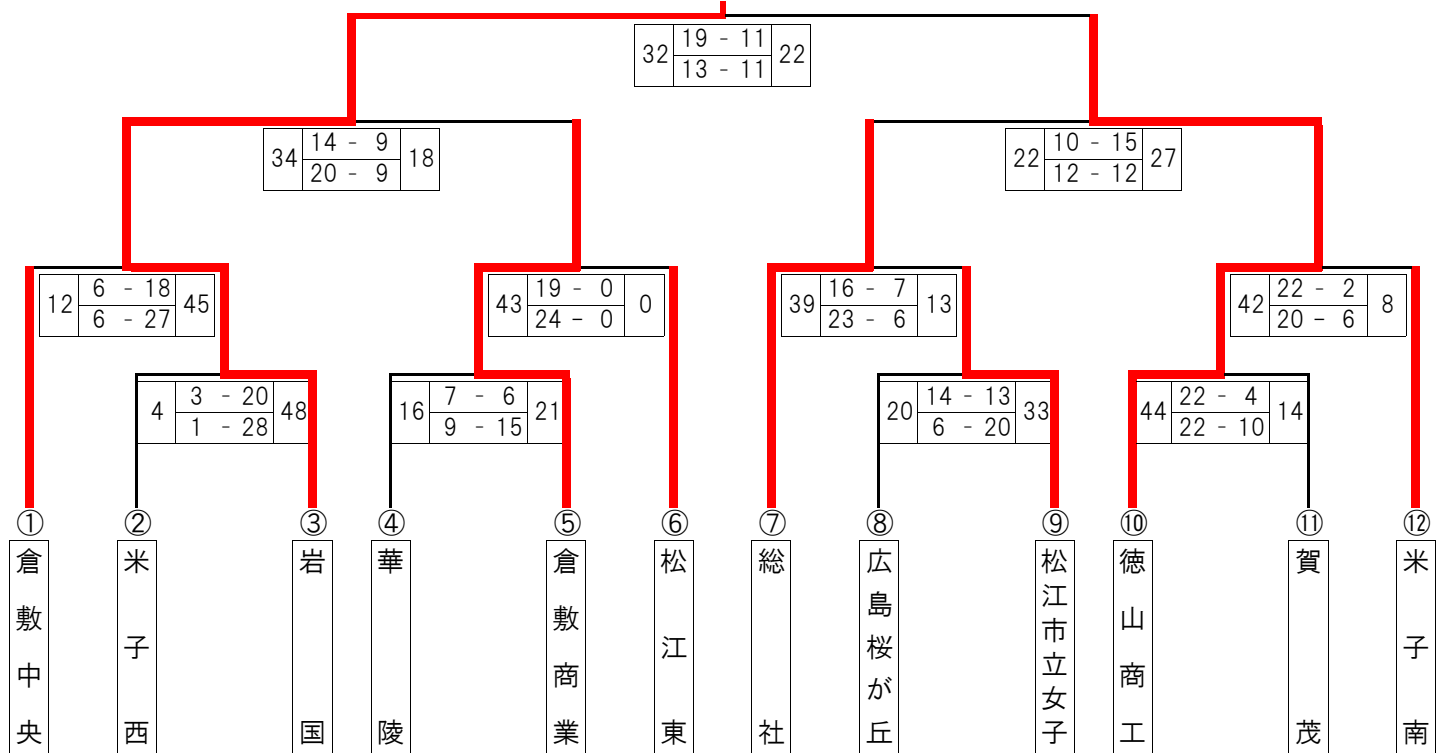 32 19 - 11 22
13 - 11
34 14 - 9 18
20 - 9
22 10 - 15 27
12 - 12
12 6 - 18 45
6 - 27
43 19 - 0 0
24 - 0
39 16 - 7 13
23 - 6
42 22 - 2 8
20 - 6
4 3 - 20 48
1 - 28
16 7 - 6 21
9 - 15
20 14 - 13 33
6 - 20
44 22 - 4 14
22 - 10
① 倉敷中央
② 米子西
③ 岩国
④ 華陵
⑤ 倉敷商業
⑥ 松江東
⑦ 総社
⑧ 広島桜が丘
⑨ 松江市立女子
⑩ 徳山商工
⑪ 賀茂
⑫ 米子南